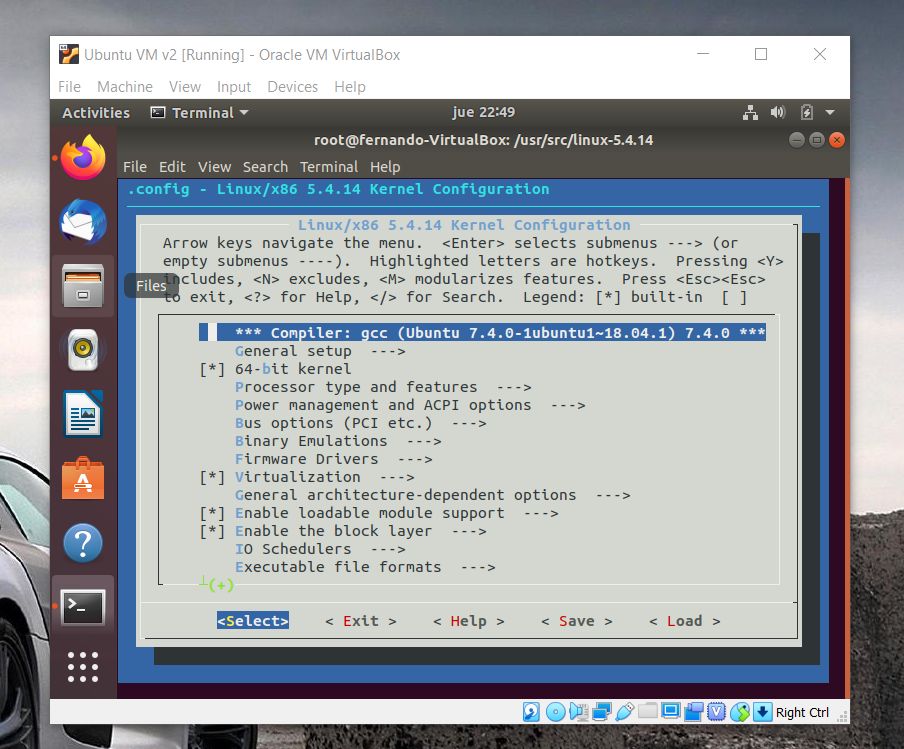 Ubuntu VM v2 [Running] - Oracle VM VirtualBox
File Machine View Input Devices Help
Activities Terminal jue 22:49
root@fernando-VirtualBox: /usr/src/linux-5.4.14
File Edit View Search Terminal Help
.config - Linux/x86 5.4.14 Kernel Configuration
Linux/x86 5.4.14 Kernel Configuration
Arrow keys navigate the menu. <Enter> selects submenus ---> (or
empty submenus ----). Highlighted letters are hotkeys. Pressing <Y>
Files
includes, <N> excludes, <M> modularizes features. Press <Esc><Esc>
to exit, <?> for Help, </> for Search. Legend: [*] built-in [ ]
*** Compiler: gcc (Ubuntu 7.4.0-1ubuntu1~18.04.1) 7.4.0 ***
General setup --->
[*] 64-bit kernel
Processor type and features --->
Power management and ACPI options --->
Bus options (PCI etc.) --->
Binary Emulations --->
Firmware Drivers --->
[*] Virtualization --->
General architecture-dependent options --->
[*] Enable loadable module support --->
[*] Enable the block layer --->
IO Schedulers --->
Executable file formats --->
(+)
<Select> < Exit > < Help > < Save > < Load >
Right Ctrl